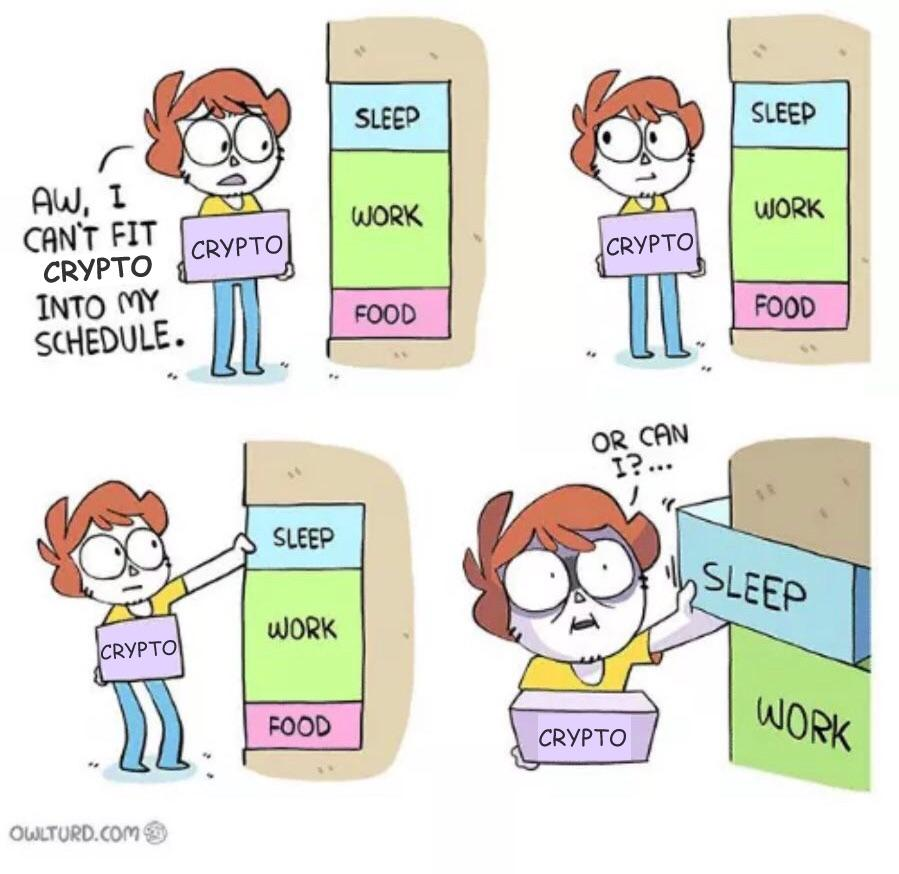 AW, I
CAN'T FIT
CRYPTO
INTO MY
SCHEDULE.
CRYPTO
SLEEP
WORK
FOOD
CRYPTO
SLEEP
WORK
FOOD
CRYPTO
SLEEP
WORK
FOOD
OR CAN
I?...
CRYPTO
SLEEP
WORK
OWLTURD.COM